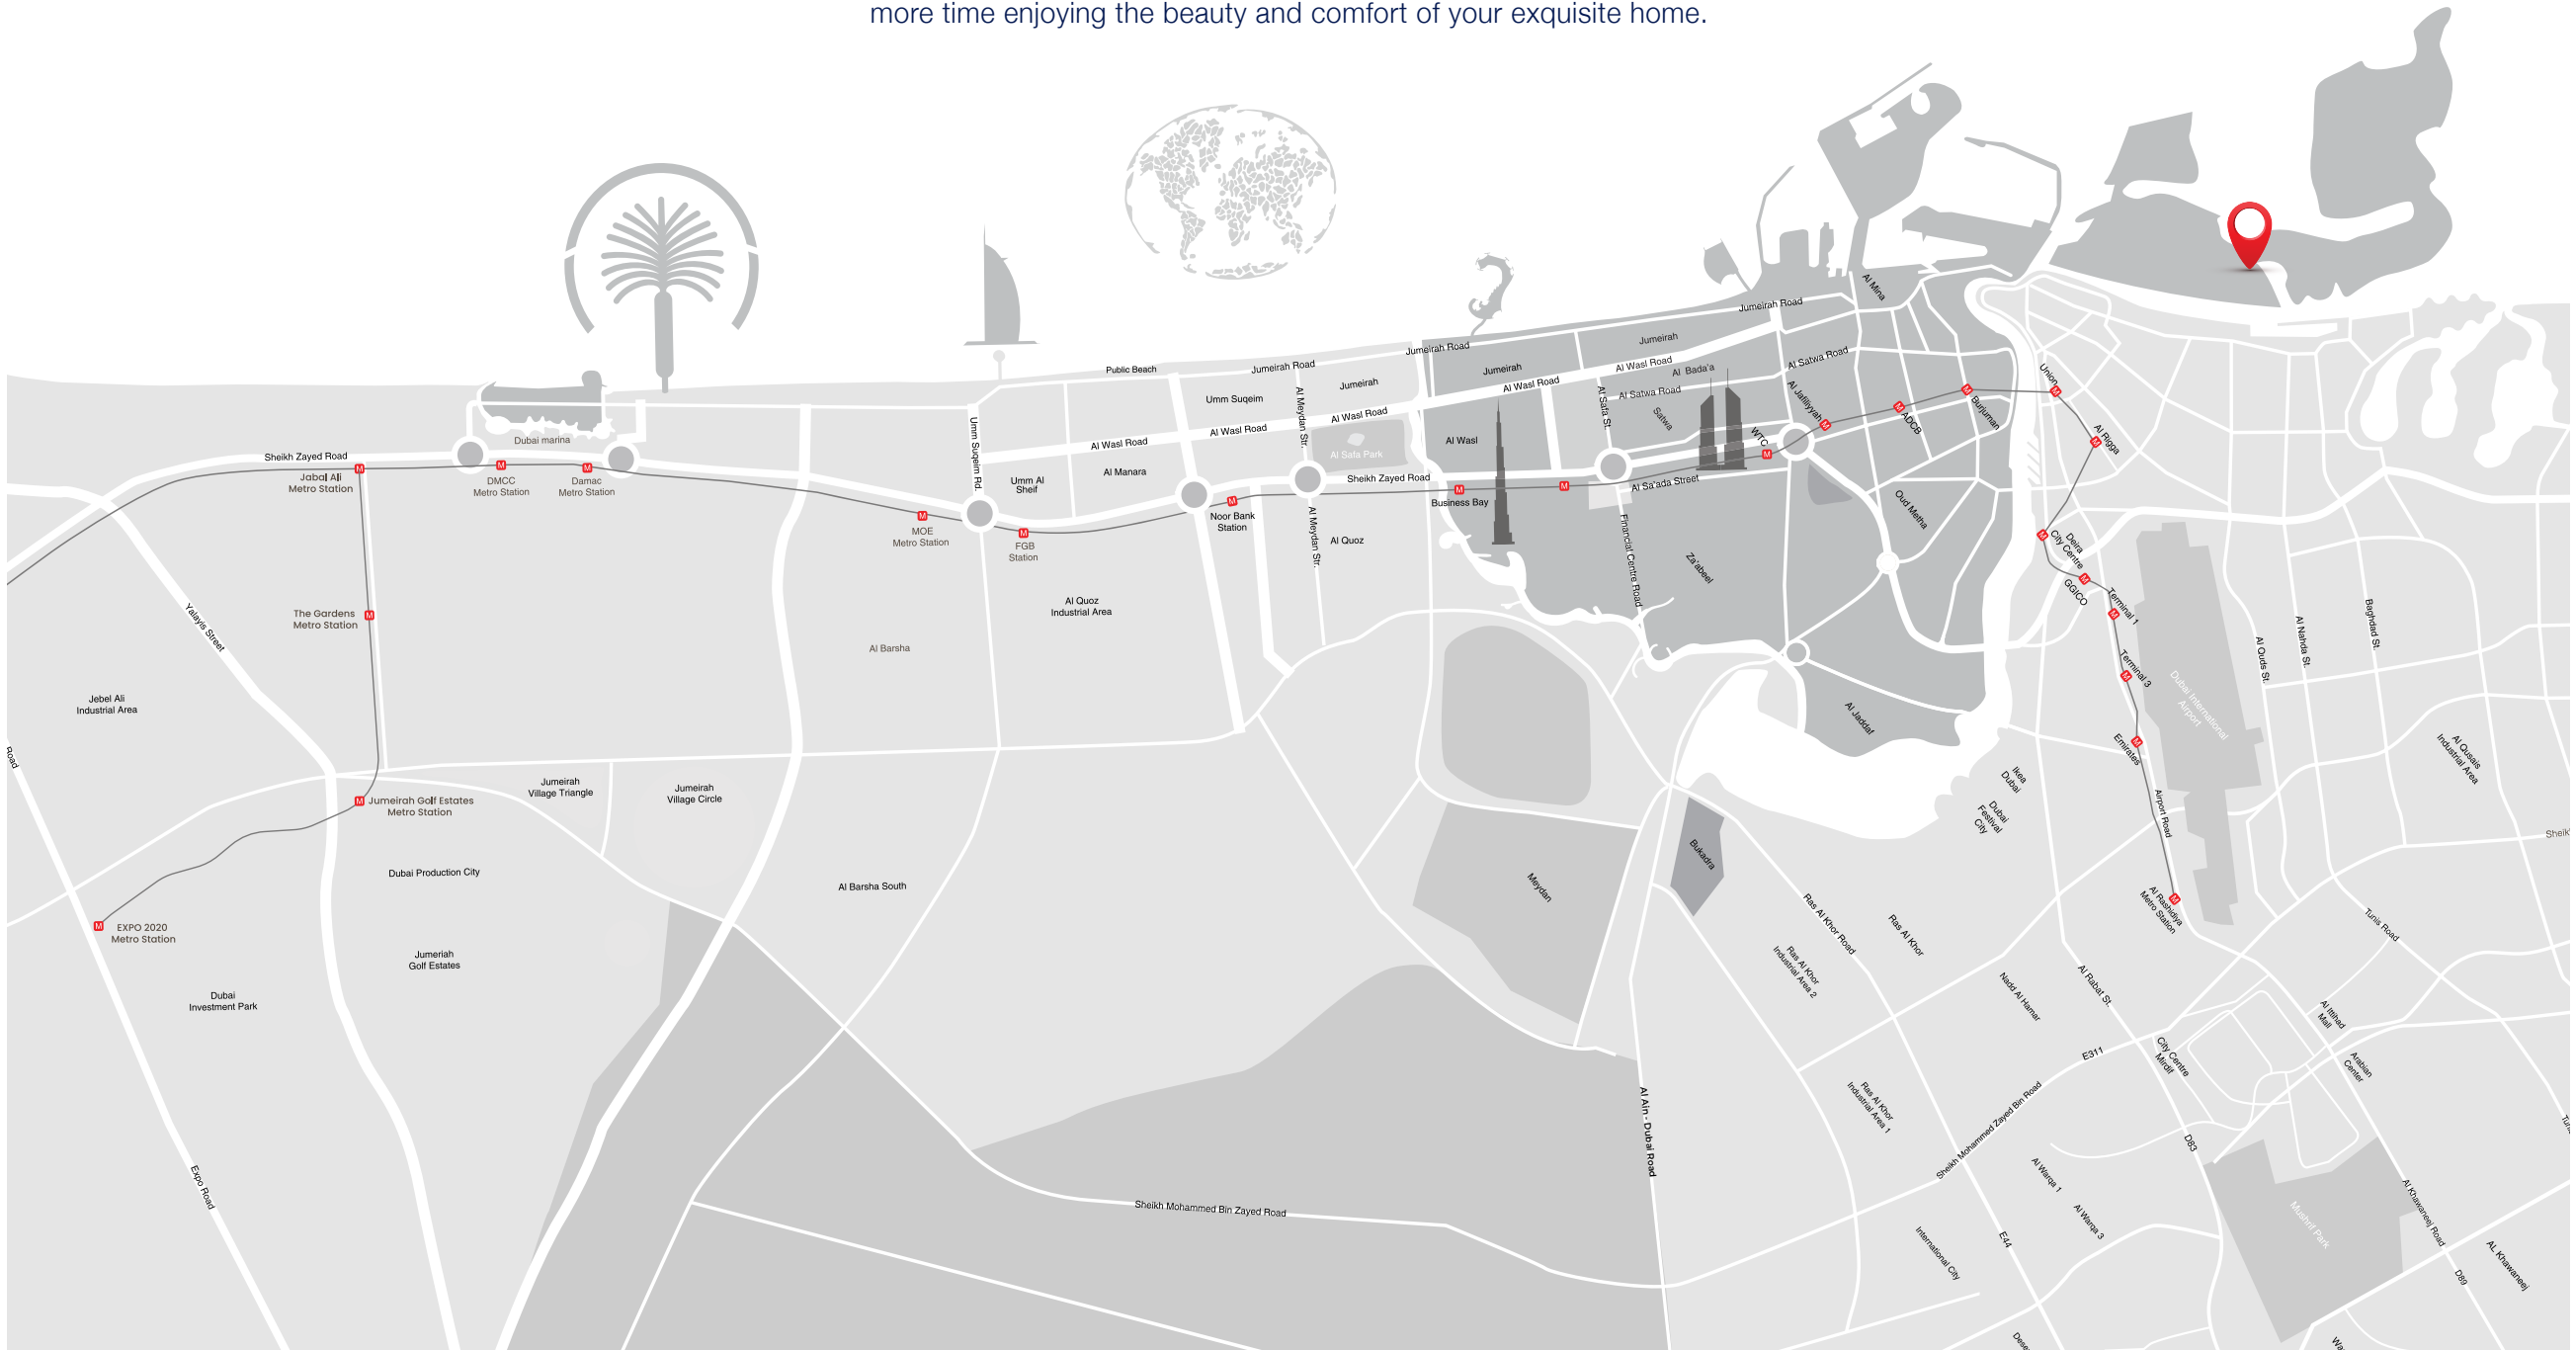 more time enjoying the beauty and comfort of your exquisite home.
Al Mina
Jumeirah Road
Jumeirah
Jumeirah Road
Al Satwa Road
Al Wasl Road
Jumeirah Road
Public Beach
Jumeirah
Al Bada'a
Jumeirah
Al Wasl Road
Al Satwa Road
Umm Suqeim
Al Meydan Str.
Al Wasl Road
Al Safa St.
Satwa
Al Jafiliyyah
ADCB
Burjuman
Union
Al Rigga
Al Wasl Road
Al Wasl Road
Al Wasl
WTC
Dubai marina
Umm Suqeim Rd.
Al Safa Park
Sheikh Zayed Road
Jabal Ali
Metro Station
DMCC
Metro Station
Damac
Metro Station
Umm Al
Sheif
Al Manara
Sheikh Zayed Road
Al Sa'ada Street
Business Bay
Oud Metha
MOE
Metro Station
FGB
Station
Noor Bank
Station
Al Meydan Str.
Al Quoz
Financial Centre Road
Za'abeel
Deira
City Centre
GGICO
Terminal 1
Terminal 3
Emirates
Airport Road
Dubai International
Airport
Al Quds St.
Al Nahda St.
Baghdad St.
The Gardens
Metro Station
Yalayis Street
Al Quoz
Industrial Area
Al Barsha
Jebel Ali
Industrial Area
Road
Al Jaddaf
Al Qusais
Industrial Area
Ikea
Dubai
Dubai
Festival
City
Jumeirah
Village Triangle
Jumeirah
Village Circle
Jumeirah Golf Estates
Metro Station
Bukadra
Meydan
Dubai Production City
Al Barsha South
Al Rashidiya
Metro Station
EXPO 2020
Metro Station
Jumeriah
Golf Estates
Dubai
Investment Park
Ras Al Khor Road
Ras Al Khor
Ras Al Khor
Industrial Area 2
Nadd Al Hamar
Al Rabat St.
Tunis Road
Al Ittihad
Mall
E311
City Centre
Mirdif
Arabian
Center
Ras Al Khor
Industrial Area 1
Al Ain - Dubai Road
Sheikh Mohammed Zayed Bin Road
D83
Al Warqa 1
Al Warqa 3
Expo Road
Sheikh Mohammed Bin Zayed Road
International City
E44
Mushrif Park
Al Khawaneej Road
D89
AL Khawaneej